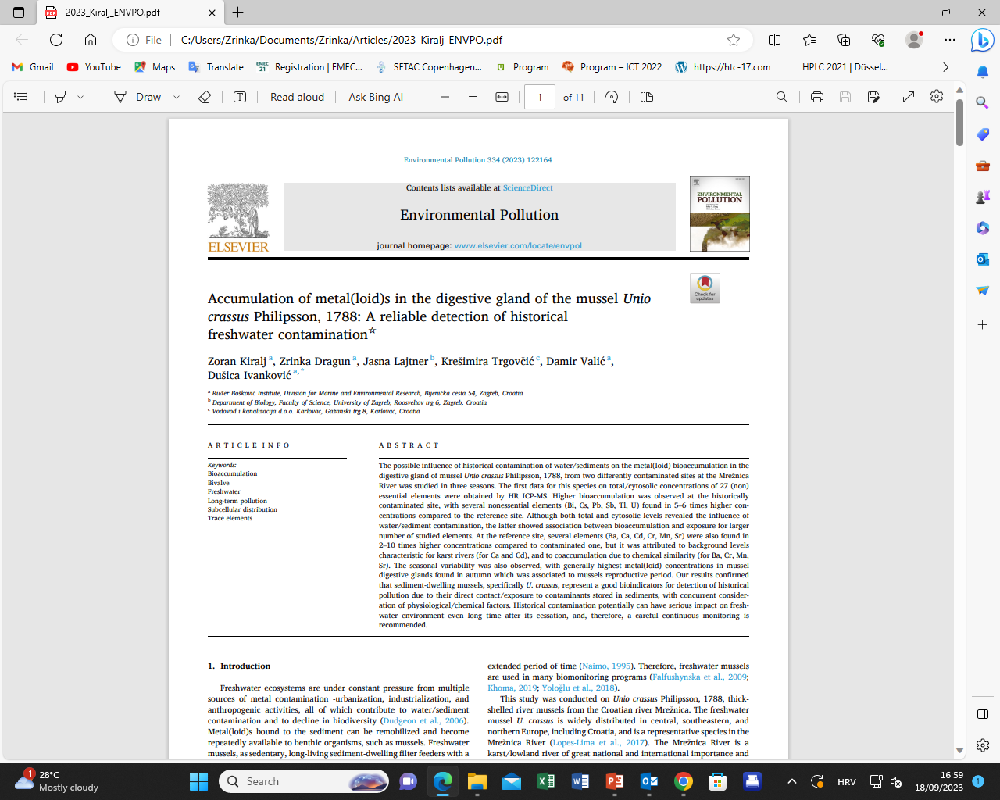 2023_Kiralj_ENVPO.pdf
File
C:/Users/Zrinka/Documents/Zrinka/Articles/2023_Kiralj_ENVPO.pdf
Gmail
YouTube
Maps
Translate
EMEC 21
Registration | EMEC...
SETAC Copenhagen...
Program
Program – ICT 2022
https://htc-17.com
HPLC 2021 | Düssel...
Draw
Read aloud
Ask Bing AI
1
of 11
Environmental Pollution 334 (2023) 122164
Contents lists available at ScienceDirect
Environmental Pollution
journal homepage: www.elsevier.com/locate/envpol
ELSEVIER
ENVIRONMENTAL
POLLUTION
Check for
updates
Accumulation of metal(loid)s in the digestive gland of the mussel Unio
crassus Philipsson, 1788: A reliable detection of historical
freshwater contamination☆
Zoran Kiralj a, Zrinka Dragun a, Jasna Lajtner b, Krešimira Trgovčić c, Damir Valić a,
Dušica Ivanković a,*
a Ruđer Bošković Institute, Division for Marine and Environmental Research, Bijenička cesta 54, Zagreb, Croatia
b Department of Biology, Faculty of Science, University of Zagreb, Roosveltov trg 6, Zagreb, Croatia
c Vodovod i kanalizacija d.o.o. Karlovac, Gažanski trg 8, Karlovac, Croatia
ARTICLE INFO
Keywords:
Bioaccumulation
Bivalve
Freshwater
Long-term pollution
Subcellular distribution
Trace elements
ABSTRACT
The possible influence of historical contamination of water/sediments on the metal(loid) bioaccumulation in the
digestive gland of mussel Unio crassus Philipsson, 1788, from two differently contaminated sites at the Mrežnica
River was studied in three seasons. The first data for this species on total/cytosolic concentrations of 27 (non)
essential elements were obtained by HR ICP-MS. Higher bioaccumulation was observed at the historically
contaminated site, with several nonessential elements (Bi, Cs, Pb, Sb, Tl, U) found in 5–6 times higher con-
centrations compared to the reference site. Although both total and cytosolic levels revealed the influence of
water/sediment contamination, the latter showed association between bioaccumulation and exposure for larger
number of studied elements. At the reference site, several elements (Ba, Ca, Cd, Cr, Mn, Sr) were also found in
2–10 times higher concentrations compared to contaminated one, but it was attributed to background levels
characteristic for karst rivers (for Ca and Cd), and to coaccumulation due to chemical similarity (for Ba, Cr, Mn,
Sr). The seasonal variability was also observed, with generally highest metal(loid) concentrations in mussel
digestive glands found in autumn which was associated to mussels reproductive period. Our results confirmed
that sediment-dwelling mussels, specifically U. crassus, represent a good bioindicators for detection of historical
pollution due to their direct contact/exposure to contaminants stored in sediments, with concurrent consider-
ation of physiological/chemical factors. Historical contamination potentially can have serious impact on fresh-
water environment even long time after its cessation, and, therefore, a careful continuous monitoring is
recommended.
1. Introduction
Freshwater ecosystems are under constant pressure from multiple
sources of metal contamination -urbanization, industrialization, and
anthropogenic activities, all of which contribute to water/sediment
contamination and to decline in biodiversity (Dudgeon et al., 2006).
Metal(loid)s bound to the sediment can be remobilized and become
repeatedly available to benthic organisms, such as mussels. Freshwater
mussels, as sedentary, long-living sediment-dwelling filter feeders with a
extended period of time (Naimo, 1995). Therefore, freshwater mussels
are used in many biomonitoring programs (Falfushynska et al., 2009;
Khoma, 2019; Yoloğlu et al., 2018).
This study was conducted on Unio crassus Philipsson, 1788, thick-
shelled river mussels from the Croatian river Mrežnica. The freshwater
mussel U. crassus is widely distributed in central, southeastern, and
northern Europe, including Croatia, and is a representative species in the
Mrežnica River (Lopes-Lima et al., 2017). The Mrežnica River is a
karst/lowland river of great national and international importance and
1
28°C
Mostly cloudy
Search
HRV
16:59
18/09/2023
1